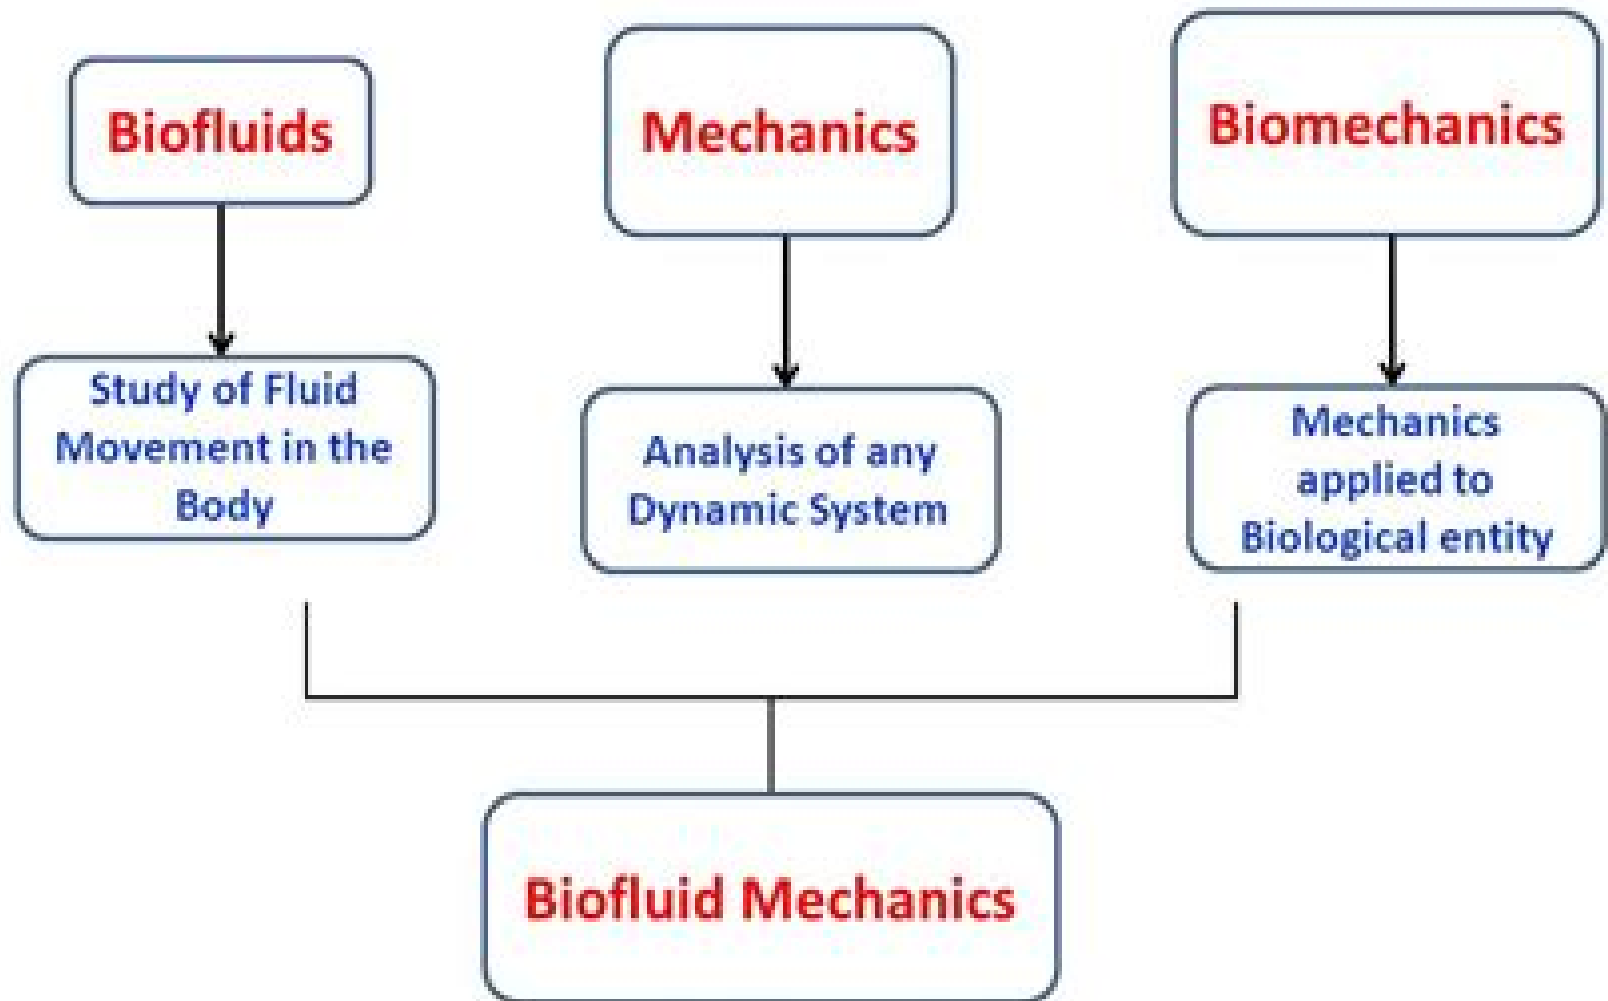 Biofluids
Mechanics
Biomechanics
Study of Fluid
Movement in the
Body
Analysis of any
Dynamic System
Mechanics
applied to
Biological entity
Biofluid Mechanics